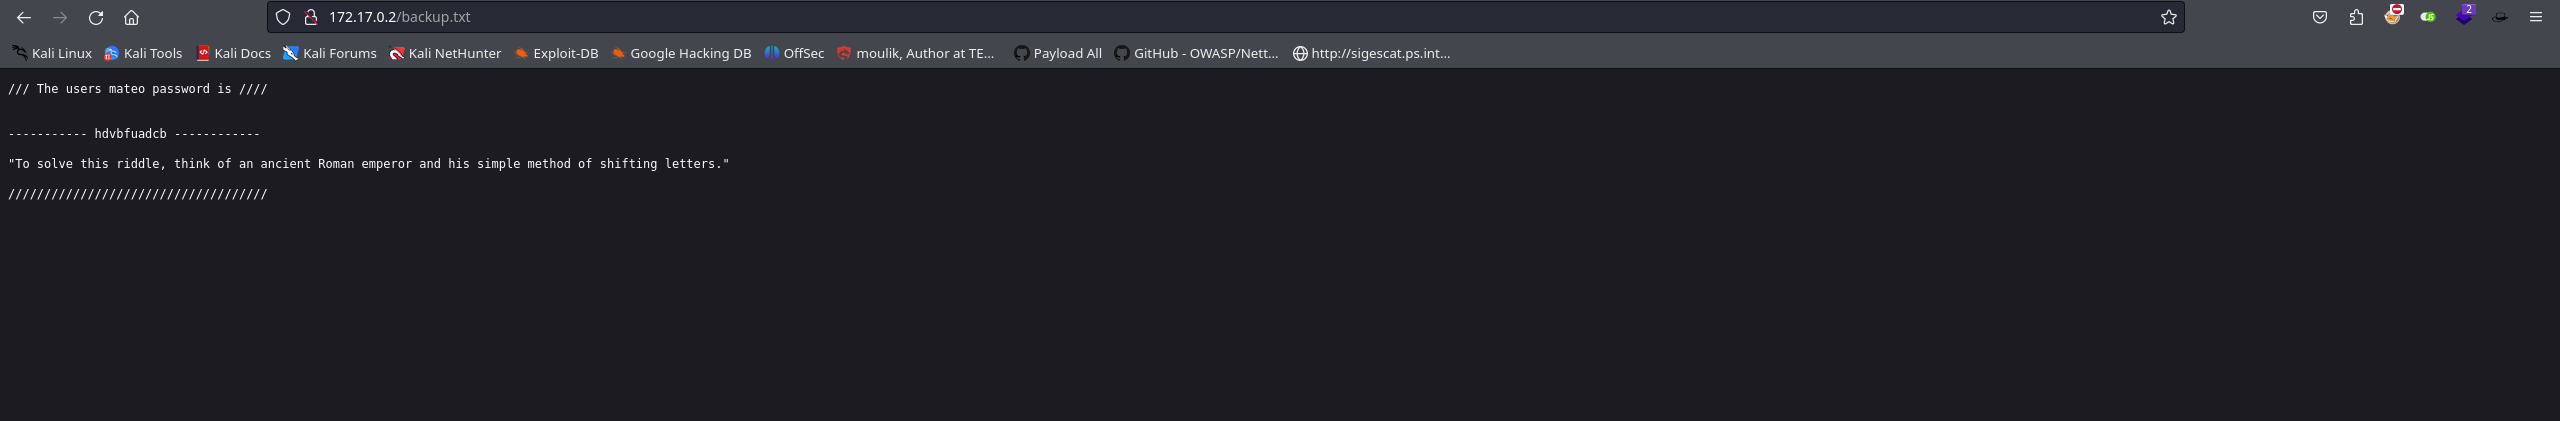 172.17.0.2/backup.txt
2
Kali Linux Kali Tools Kali Docs Kali Forums Kali NetHunter Exploit-DB Google Hacking DB OffSec moulik, Author at TE... Payload All GitHub - OWASP/Nett... http://sigescat.ps.int...
/// The users mateo password is ////
----------- hdvbfuadcb ------------
"To solve this riddle, think of an ancient Roman emperor and his simple method of shifting letters."
////////////////////////////////////